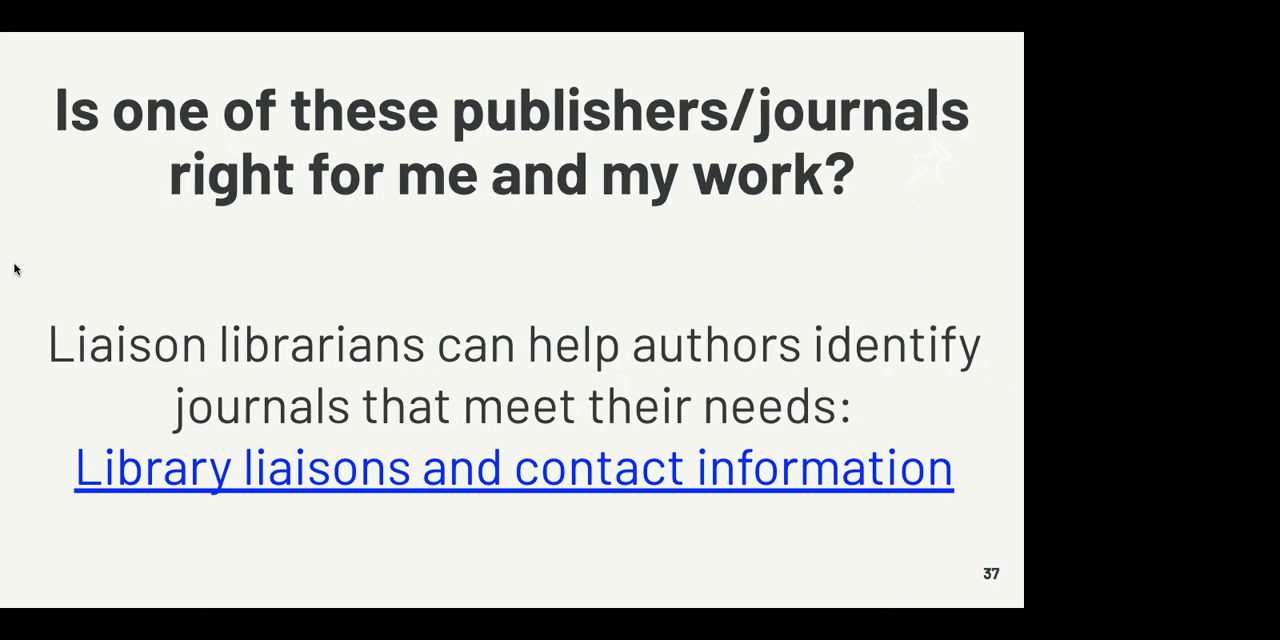 Is one of these publishers/journals
right for me and my work?
Liaison librarians can help authors identify
journals that meet their needs:
Library liaisons and contact information
37